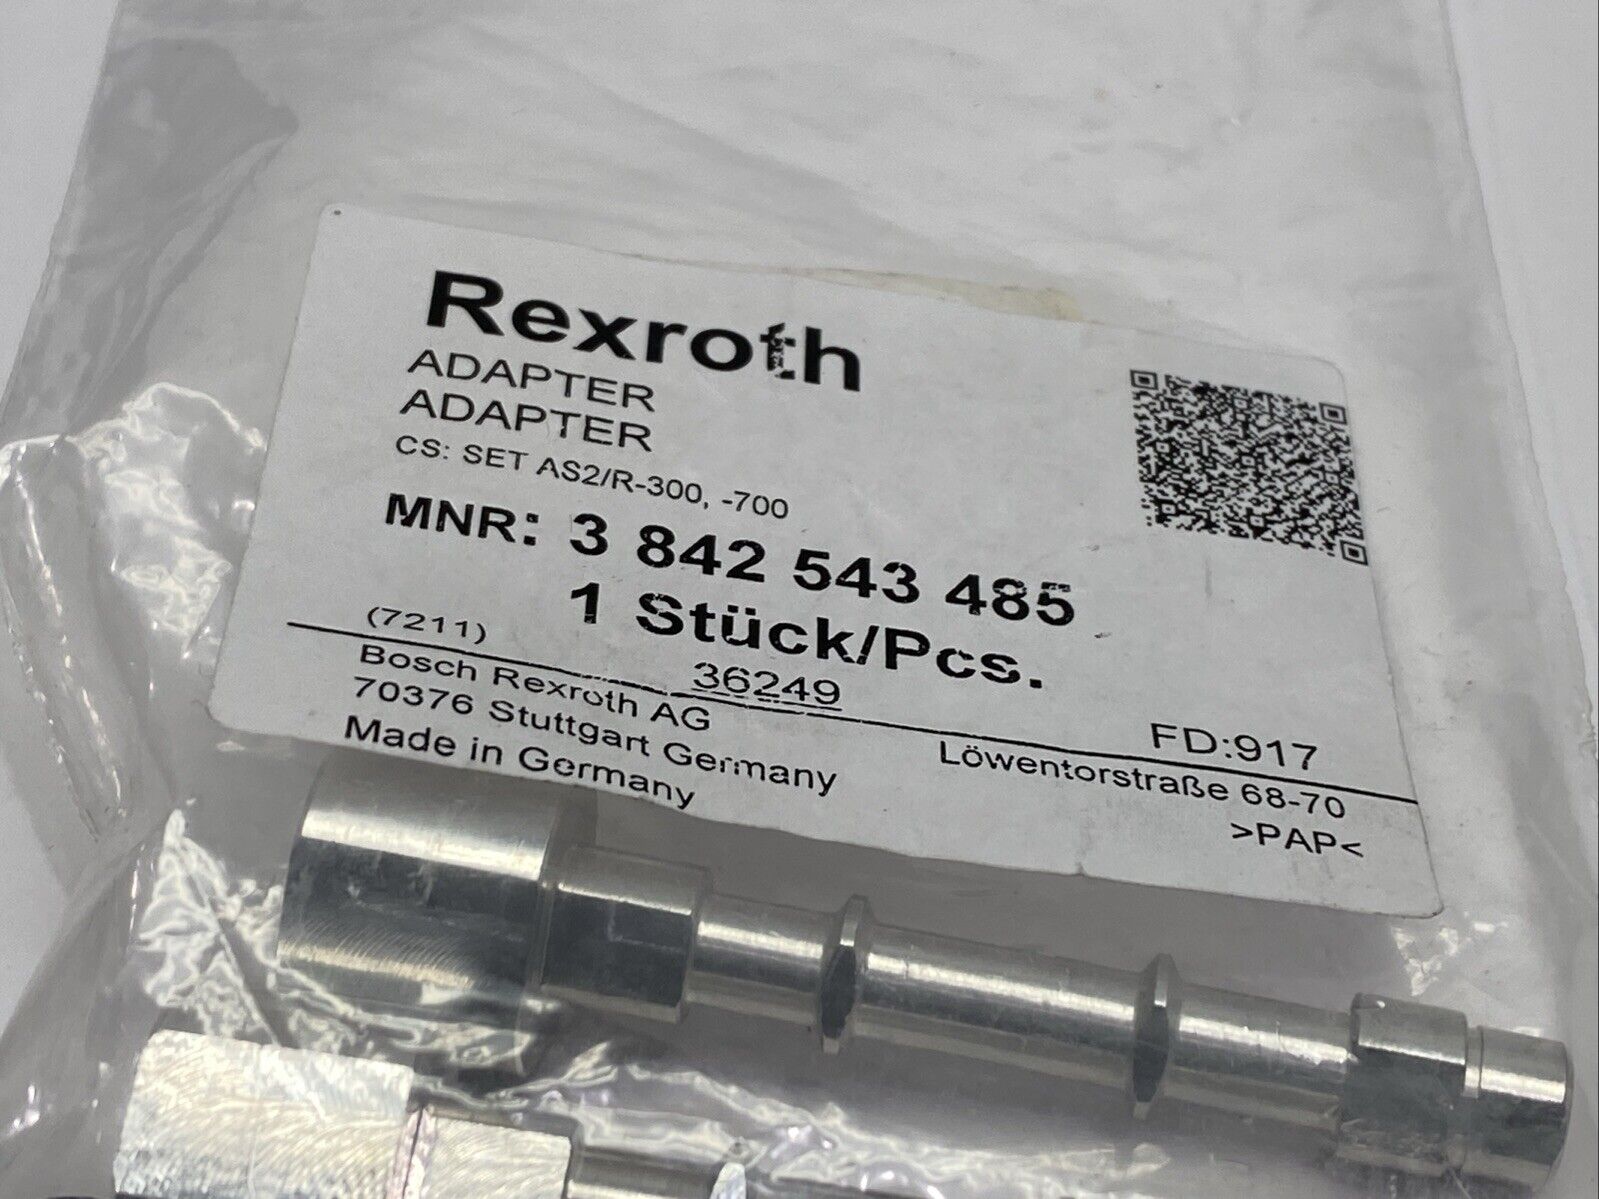 Rexroth
ADAPTER
ADAPTER
CS: SET AS2/R-300, -700
MNR: 3 842 543 485
1 Stück/Pcs.
(7211)
36249
FD:917
Bosch Rexroth AG
Löwentorstraße 68-70
70376 Stuttgart Germany
>PAP<
Made in Germany